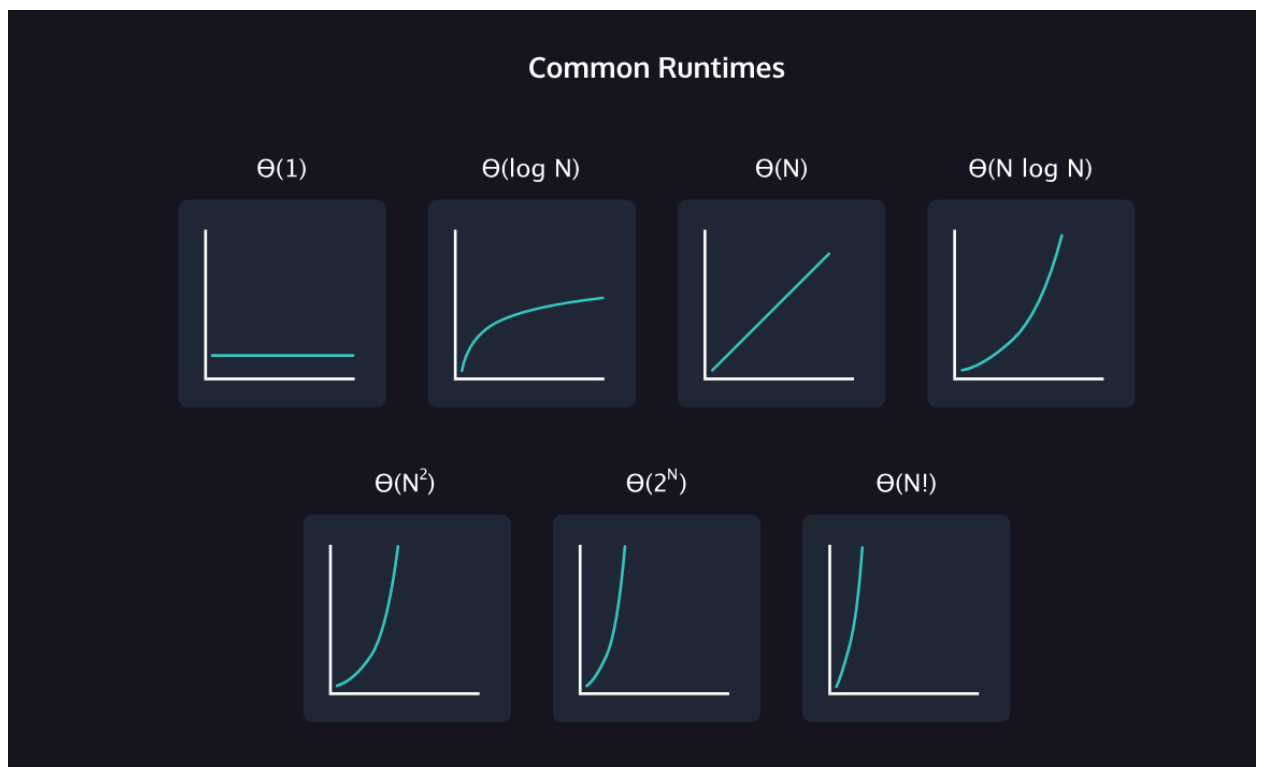 Common Runtimes
Ө(1)
Ө(log N)
Ө(N)
Ө(N log N)
Ө(N²)
Ө(2ᴺ)
Ө(N!)